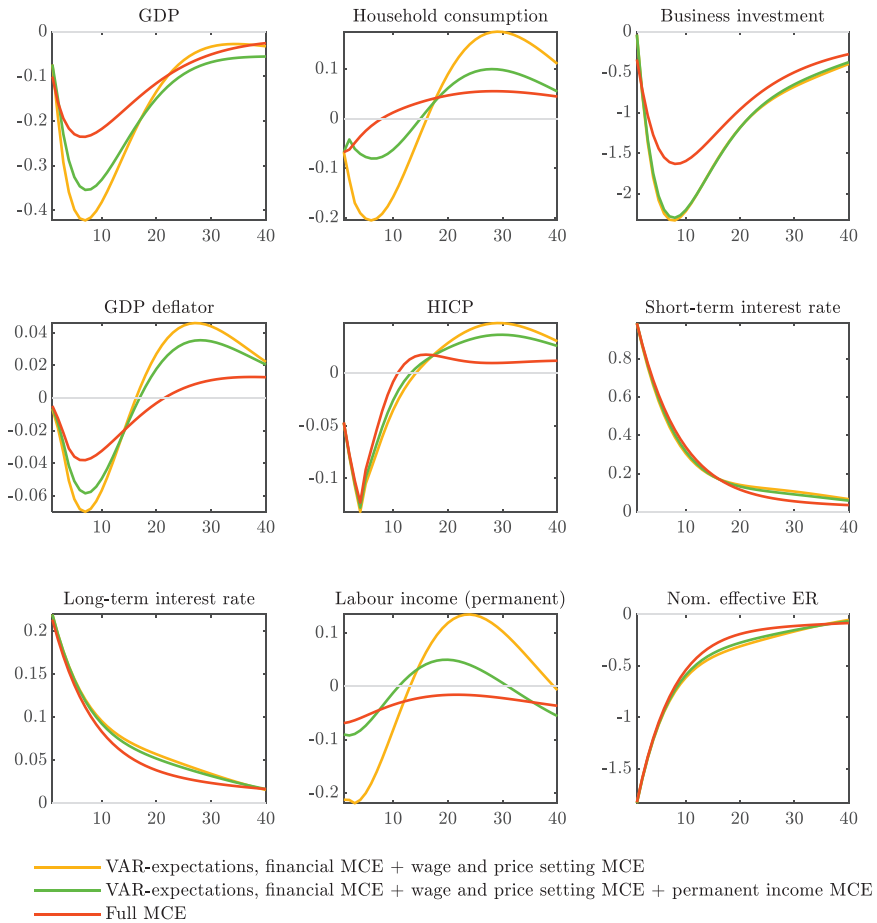 GDP
Household consumption
Business investment
0
-0.1
-0.2
-0.3
-0.4
10 20 30 40
0.1
0
-0.1
-0.2
10 20 30 40
0
-0.5
-1
-1.5
-2
10 20 30 40
GDP deflator
HICP
Short-term interest rate
0.04
0.02
0
-0.02
-0.04
-0.06
10 20 30 40
0
-0.05
-0.1
10 20 30 40
0.8
0.6
0.4
0.2
0
10 20 30 40
Long-term interest rate
Labour income (permanent)
Nom. effective ER
0.2
0.15
0.1
0.05
0
10 20 30 40
0.1
0
-0.1
-0.2
10 20 30 40
0
-0.5
-1
-1.5
10 20 30 40
VAR-expectations, financial MCE + wage and price setting MCE
VAR-expectations, financial MCE + wage and price setting MCE + permanent income MCE
Full MCE